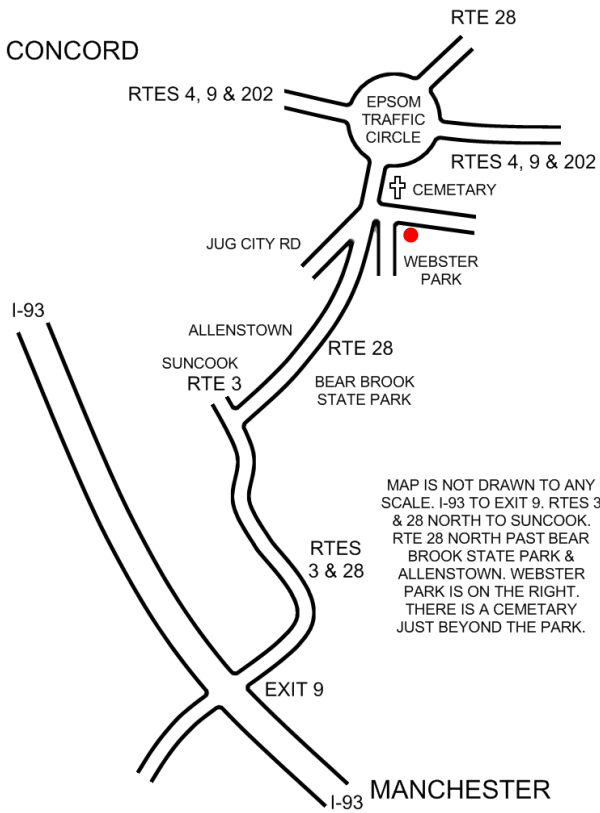 RTE 28
CONCORD
RTES 4, 9 & 202
EPSOM
TRAFFIC
CIRCLE
RTES 4, 9 & 202
CEMETARY
JUG CITY RD
WEBSTER
PARK
I-93
ALLENSTOWN
RTE 28
SUNCOOK
RTE 3
BEAR BROOK
STATE PARK
MAP IS NOT DRAWN TO ANY
SCALE. I-93 TO EXIT 9. RTES 3
& 28 NORTH TO SUNCOOK.
RTE 28 NORTH PAST BEAR
BROOK STATE PARK &
ALLENSTOWN. WEBSTER
PARK IS ON THE RIGHT.
THERE IS A CEMETARY
JUST BEYOND THE PARK.
RTES
3 & 28
EXIT 9
MANCHESTER
I-93